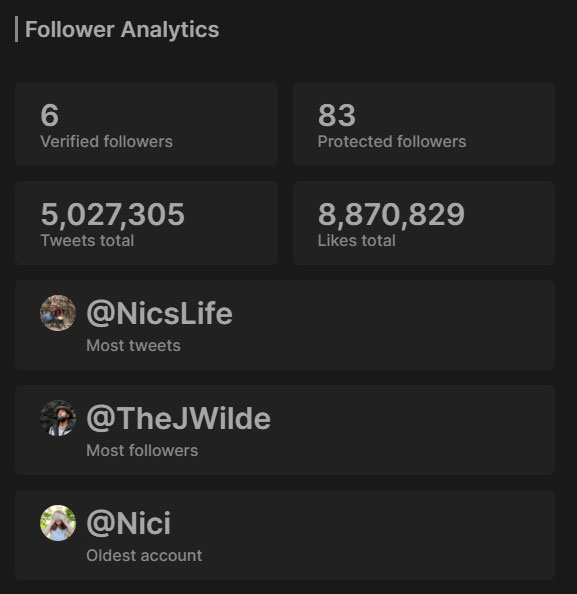 Follower Analytics
6
Verified followers
83
Protected followers
5,027,305
Tweets total
8,870,829
Likes total
@NicsLife
Most tweets
@TheJWilde
Most followers
@Nici
Oldest account